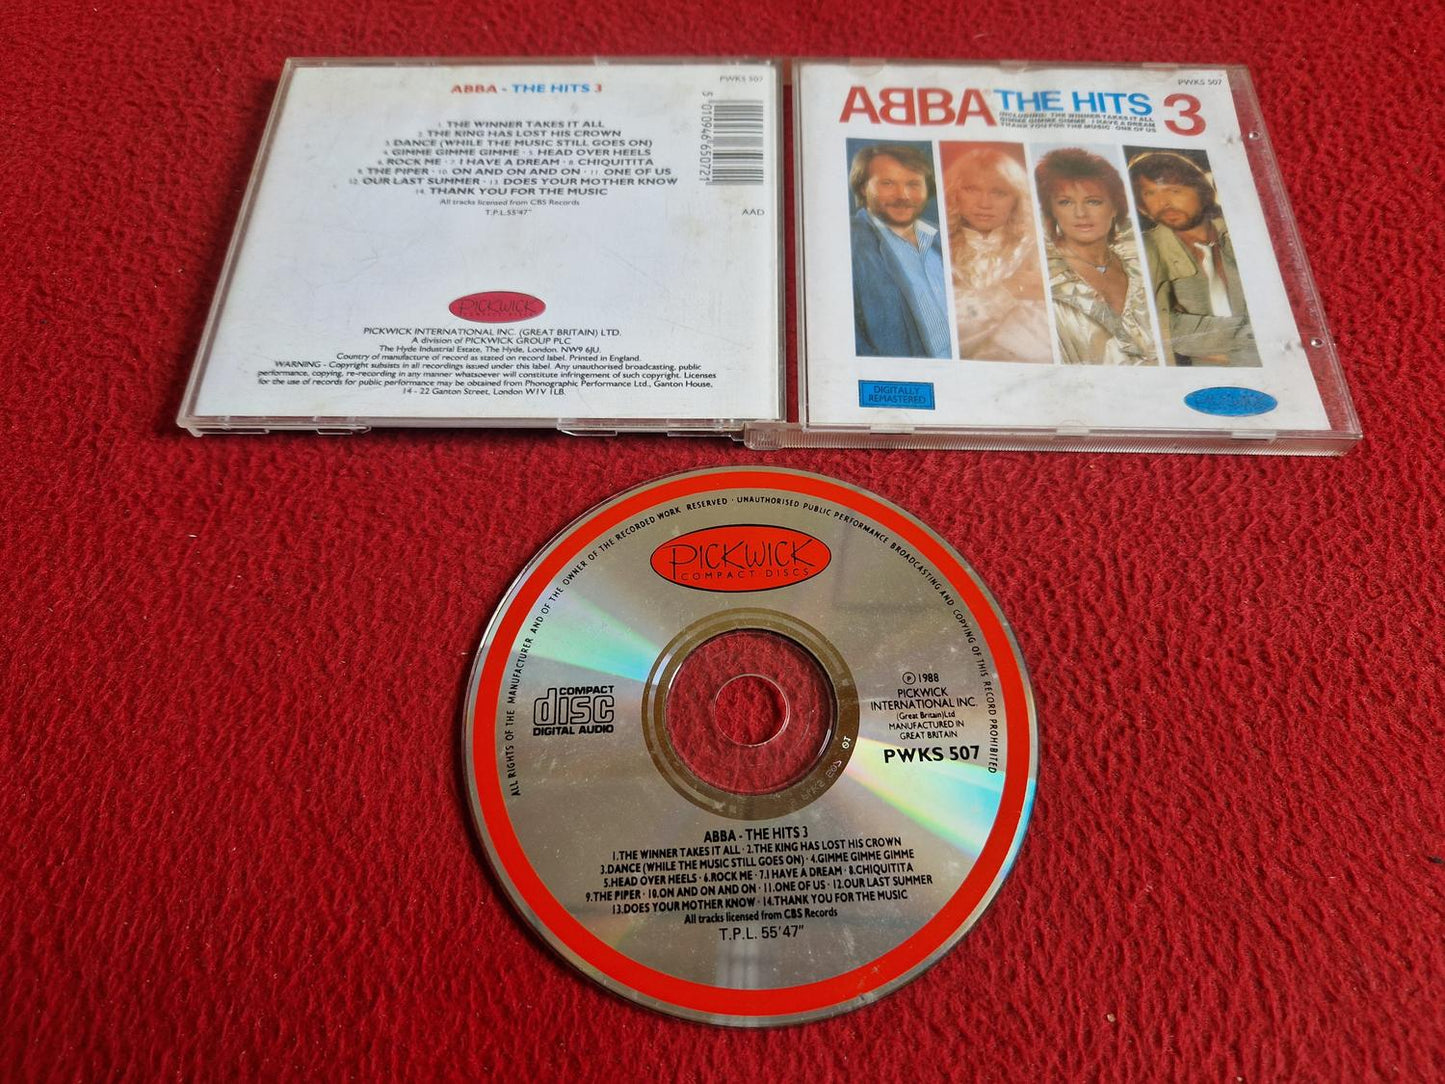 ABBA - THE HITS 3
PWKS 507
1. THE WINNER TAKES IT ALL
2. THE KING HAS LOST HIS CROWN
3. DANCE (WHILE THE MUSIC STILL GOES ON)
4. GIMME GIMME GIMME · 5. HEAD OVER HEELS
6. ROCK ME · 7. I HAVE A DREAM · 8. CHIQUITITA
9. THE PIPER · 10. ON AND ON AND ON · 11. ONE OF US
12. OUR LAST SUMMER · 13. DOES YOUR MOTHER KNOW
14. THANK YOU FOR THE MUSIC
All tracks licensed from CBS Records
T.P.L. 55'47"
5 010946 650721
AAD
PICKWICK
COMPACT DISCS
PICKWICK INTERNATIONAL INC. (GREAT BRITAIN) LTD.
A division of PICKWICK GROUP PLC
The Hyde Industrial Estate, The Hyde, London. NW9 6JU.
Country of manufacture of record as stated on record label. Printed in England.
WARNING - Copyright subsists in all recordings issued under this label. Any unauthorised broadcasting, public
performance, copying, re-recording in any manner whatsoever will constitute infringement of such copyright. Licenses
for the use of records for public performance may be obtained from Phonographic Performance Ltd., Ganton House,
14 - 22 Ganton Street, London W1V 1LB.
PWKS 507
ABBA THE HITS 3
INCLUDING: THE WINNER TAKES IT ALL
GIMME GIMME GIMME · I HAVE A DREAM
THANK YOU FOR THE MUSIC · ONE OF US
DIGITALLY
REMASTERED
PICKWICK
ALL RIGHTS OF THE MANUFACTURER AND OF THE OWNER OF THE RECORDED WORK RESERVED · UNAUTHORISED PUBLIC PERFORMANCE BROADCASTING AND COPYING OF THIS RECORD PROHIBITED
PICKWICK
COMPACT DISCS
COMPACT
disc
DIGITAL AUDIO
℗ 1988
PICKWICK
INTERNATIONAL INC.
(Great Britain) Ltd
MANUFACTURED IN
GREAT BRITAIN
PWKS 507
ABBA - THE HITS 3
1.THE WINNER TAKES IT ALL · 2.THE KING HAS LOST HIS CROWN
3.DANCE (WHILE THE MUSIC STILL GOES ON) · 4.GIMME GIMME GIMME
5.HEAD OVER HEELS · 6.ROCK ME · 7.I HAVE A DREAM · 8.CHIQUITITA
9.THE PIPER · 10.ON AND ON AND ON · 11.ONE OF US · 12.OUR LAST SUMMER
13.DOES YOUR MOTHER KNOW · 14.THANK YOU FOR THE MUSIC
All tracks licensed from CBS Records
T.P.L. 55'47"